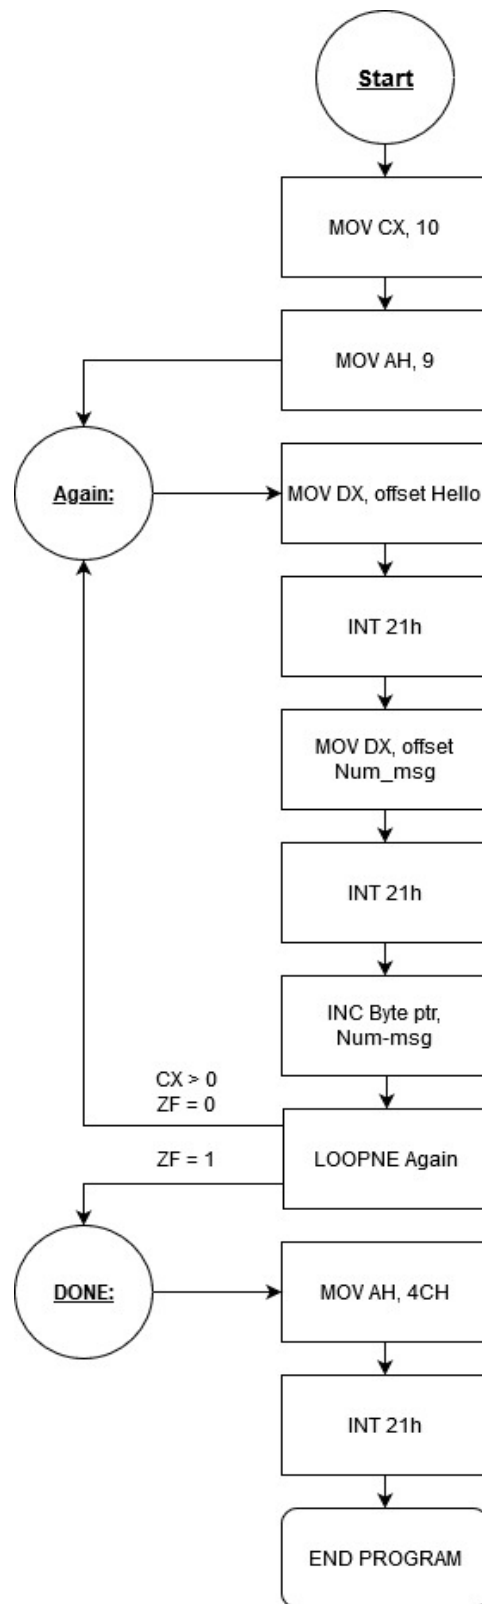 Start
MOV CX, 10
MOV AH, 9
Again:
MOV DX, offset Hello
INT 21h
MOV DX, offset
Num_msg
INT 21h
INC Byte ptr,
Num-msg
CX > 0
ZF = 0
LOOPNE Again
ZF = 1
DONE:
MOV AH, 4CH
INT 21h
END PROGRAM